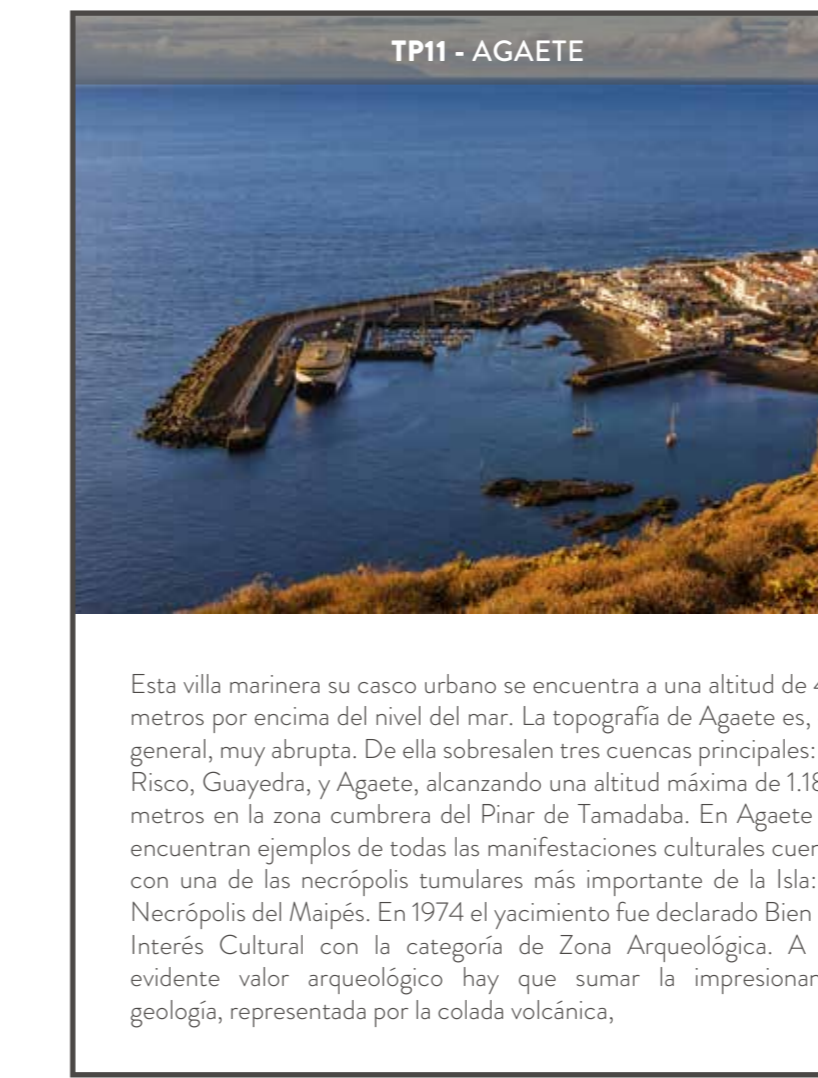 TP11 - AGAETE
Esta villa marinera su casco urbano se encuentra a una altitud de
metros por encima del nivel del mar. La topografía de Agaete es,
general, muy abrupta. De ella sobresalen tres cuencas principales:
Risco, Guayedra, y Agaete, alcanzando una altitud máxima de 1.18
metros en la zona cumbrera del Pinar de Tamadaba. En Agaete
encuentran ejemplos de todas las manifestaciones culturales
con una de las necrópolis tumulares más importante de la Isla:
Necrópolis del Maipés. En 1974 el yacimiento fue declarado Bien
Interés Cultural con la categoría de Zona Arqueológica. A
evidente valor arqueológico hay que sumar la
geología, representada por la colada volcánica,